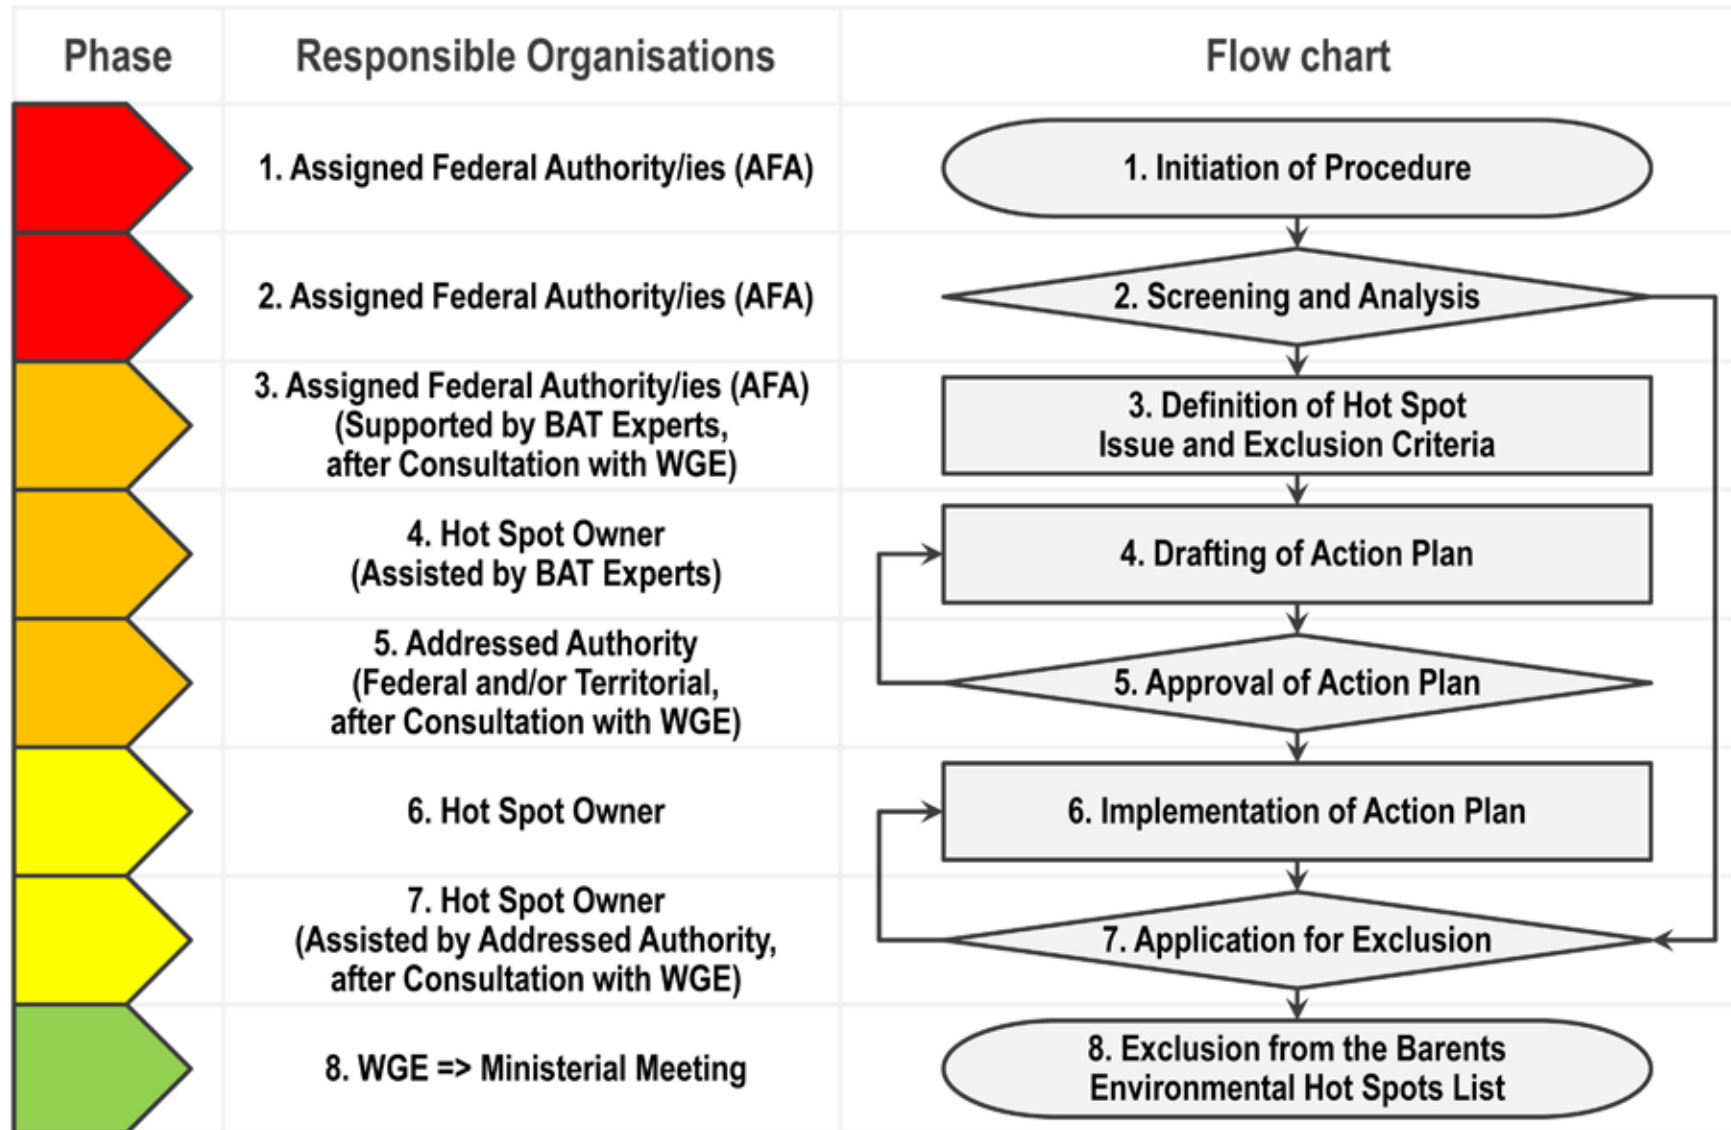 Phase
Responsible Organisations
Flow chart
1. Assigned Federal Authority/ies (AFA)
1. Initiation of Procedure
2. Assigned Federal Authority/ies (AFA)
2. Screening and Analysis
3. Assigned Federal Authority/ies (AFA)
(Supported by BAT Experts,
after Consultation with WGE)
3. Definition of Hot Spot
Issue and Exclusion Criteria
4. Hot Spot Owner
(Assisted by BAT Experts)
4. Drafting of Action Plan
5. Addressed Authority
(Federal and/or Territorial,
after Consultation with WGE)
5. Approval of Action Plan
6. Hot Spot Owner
6. Implementation of Action Plan
7. Hot Spot Owner
(Assisted by Addressed Authority,
after Consultation with WGE)
7. Application for Exclusion
8. WGE => Ministerial Meeting
8. Exclusion from the Barents
Environmental Hot Spots List